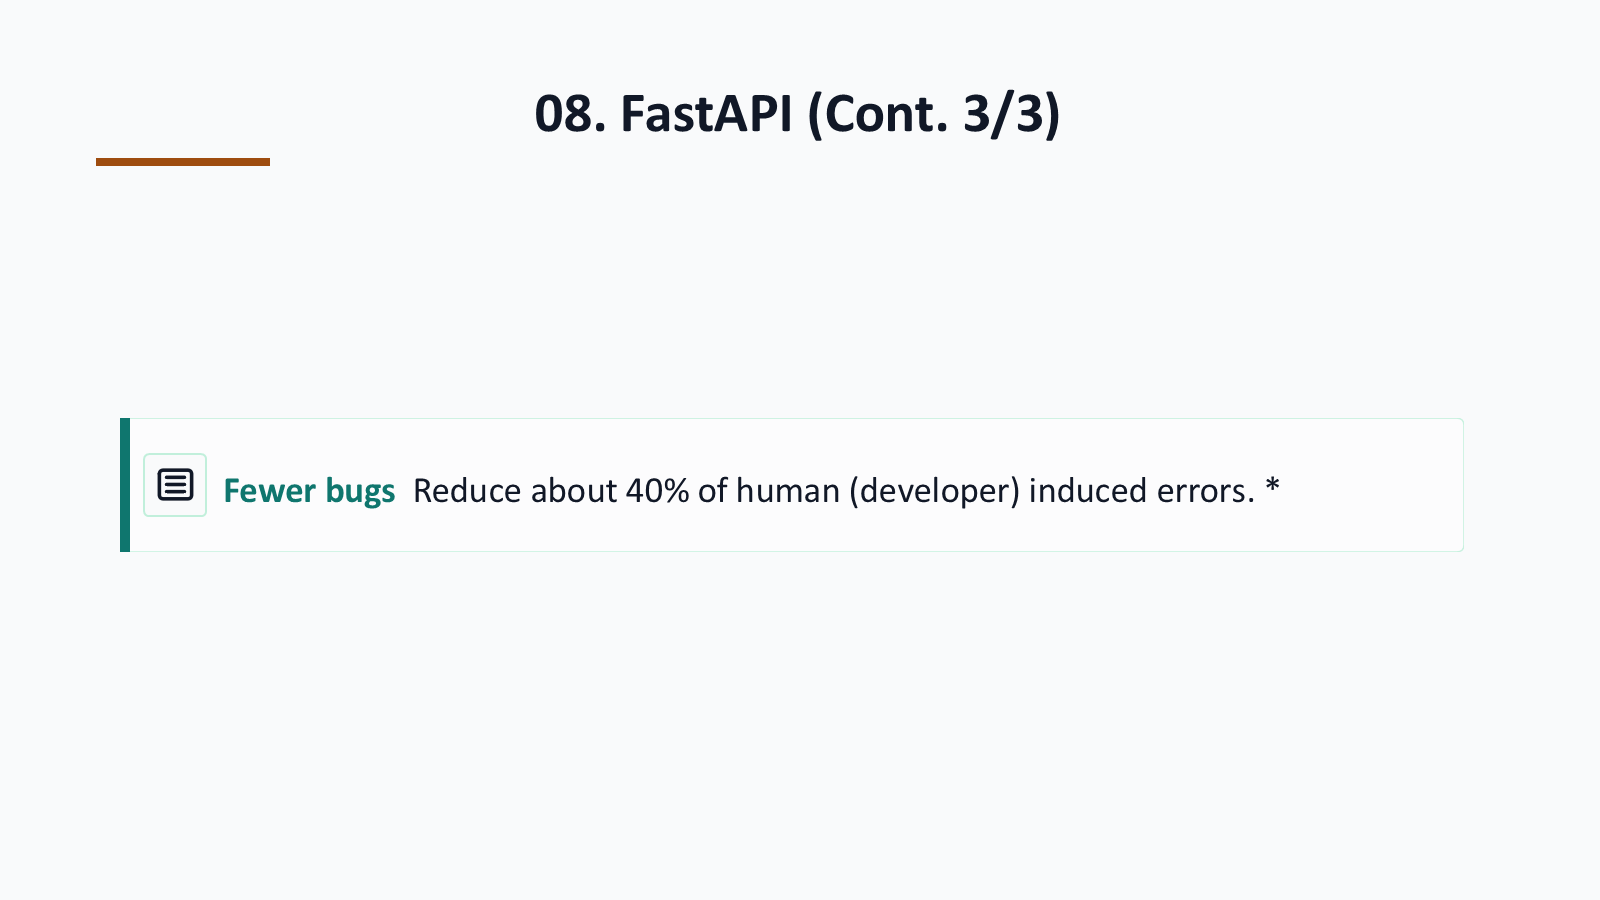 08. FastAPI (Cont. 3/3)
Fewer bugs Reduce about 40% of human (developer) induced errors. *